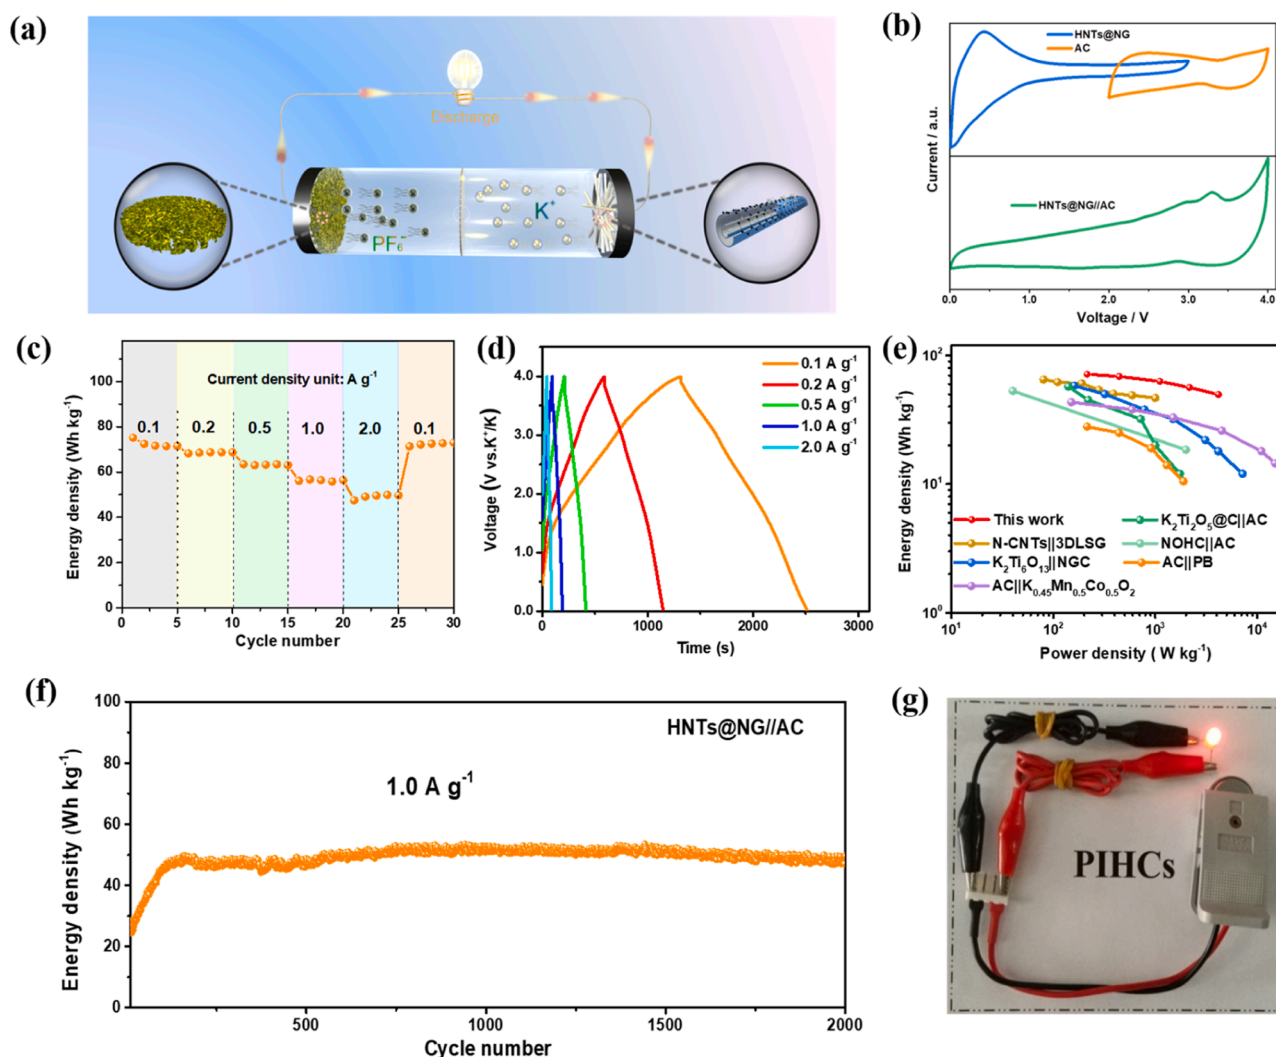 (a)
Discharge
PF₆⁻
K⁺
(b)
HNTs@NG
AC
HNTs@NG//AC
Current / a.u.
0.0 1.0 2.0 3.0 4.0
Voltage / V
(c)
Current density unit: A g⁻¹
0.1 0.2 0.5 1.0 2.0 0.1
Energy density (Wh kg⁻¹)
100
80
60
40
20
0
0 5 10 15 20 25 30
Cycle number
(d)
0.1 A g⁻¹
0.2 A g⁻¹
0.5 A g⁻¹
1.0 A g⁻¹
2.0 A g⁻¹
Voltage (V vs.K⁺/K)
4.0
3.0
2.0
1.0
0.0
0 1000 2000 3000
Time (s)
(e)
Energy density (Wh kg⁻¹)
10²
10¹
10⁰
This work
N-CNTs||3DLSG
K₂Ti₆O₁₃||NGC
AC||K₀.₄₅Mn₀.₅Co₀.₅O₂
K₂Ti₂O₅@C||AC
NOHC||AC
AC||PB
10¹ 10² 10³ 10⁴
Power density ( W kg⁻¹)
(f)
HNTs@NG//AC
1.0 A g⁻¹
Energy density (Wh kg⁻¹)
100
80
60
40
20
0
500 1000 1500 2000
Cycle number
(g)
PIHCs